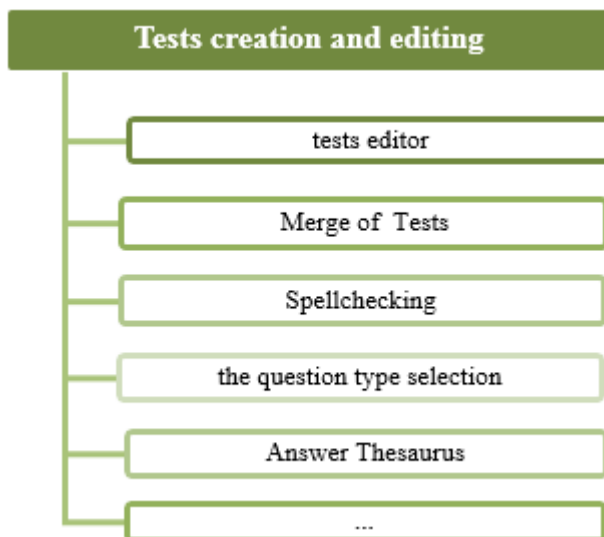 Tests creation and editing
tests editor
Merge of Tests
Spellchecking
the question type selection
Answer Thesaurus
...